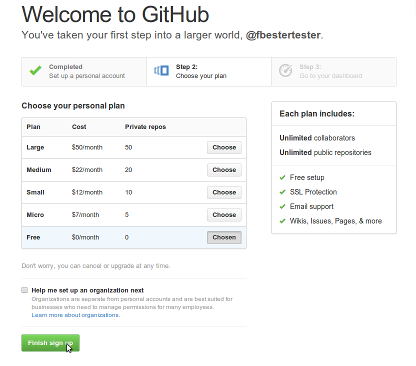 Welcome to GitHub
You've taken your first step into a larger world, @fbestertester.
Completed
Set up a personal account
Step 2:
Choose your plan
Step 3:
Go to your dashboard
Choose your personal plan
Plan Cost Private repos
Large $50/month 50 Choose
Medium $22/month 20 Choose
Small $12/month 10 Choose
Micro $7/month 5 Choose
Free $0/month 0 Chosen
Don't worry, you can cancel or upgrade at any time.
Help me set up an organization next
Organizations are separate from personal accounts and are best suited for
businesses who need to manage permissions for many employees.
Learn more about organizations.
Finish sign up
Each plan includes:
Unlimited collaborators
Unlimited public repositories
Free setup
SSL Protection
Email support
Wikis, Issues, Pages, & more